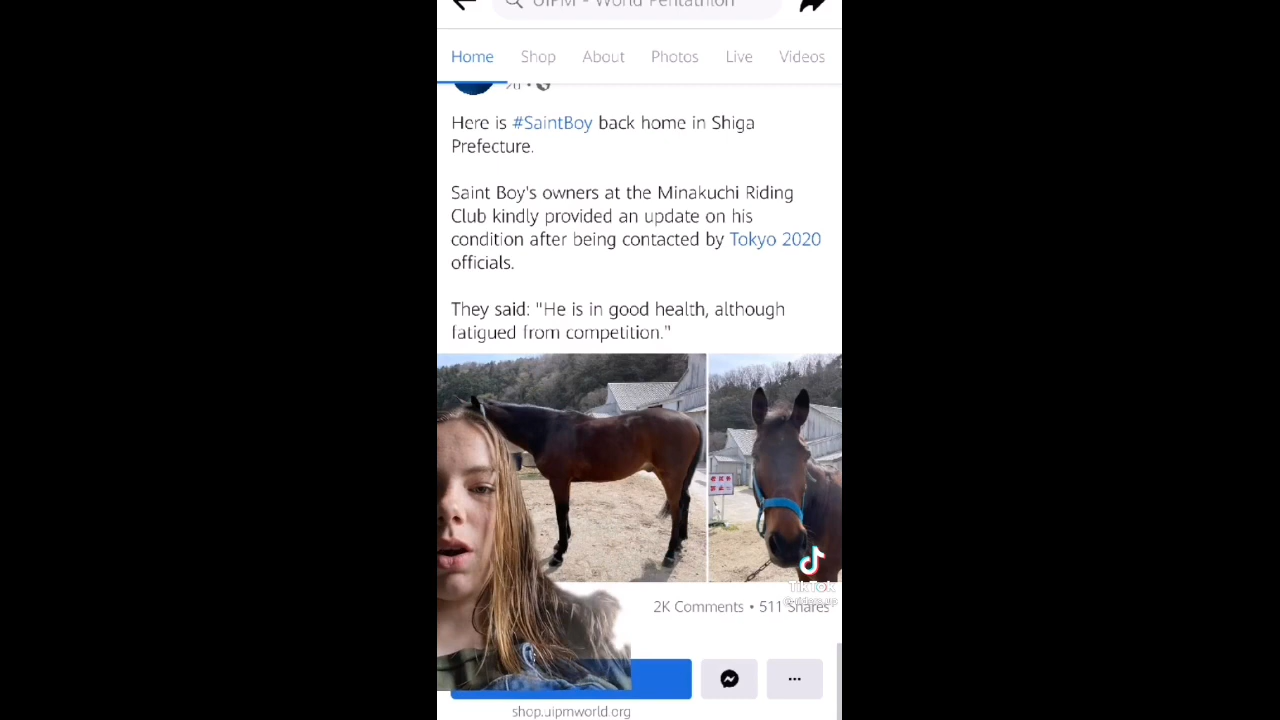 UIPM - World Pentathlon
Home Shop About Photos Live Videos
Here is #SaintBoy back home in Shiga
Prefecture.
Saint Boy's owners at the Minakuchi Riding
Club kindly provided an update on his
condition after being contacted by Tokyo 2020
officials.
They said: "He is in good health, although
fatigued from competition."
TikTok
2K Comments • 511 Shares
shop.uipmworld.org